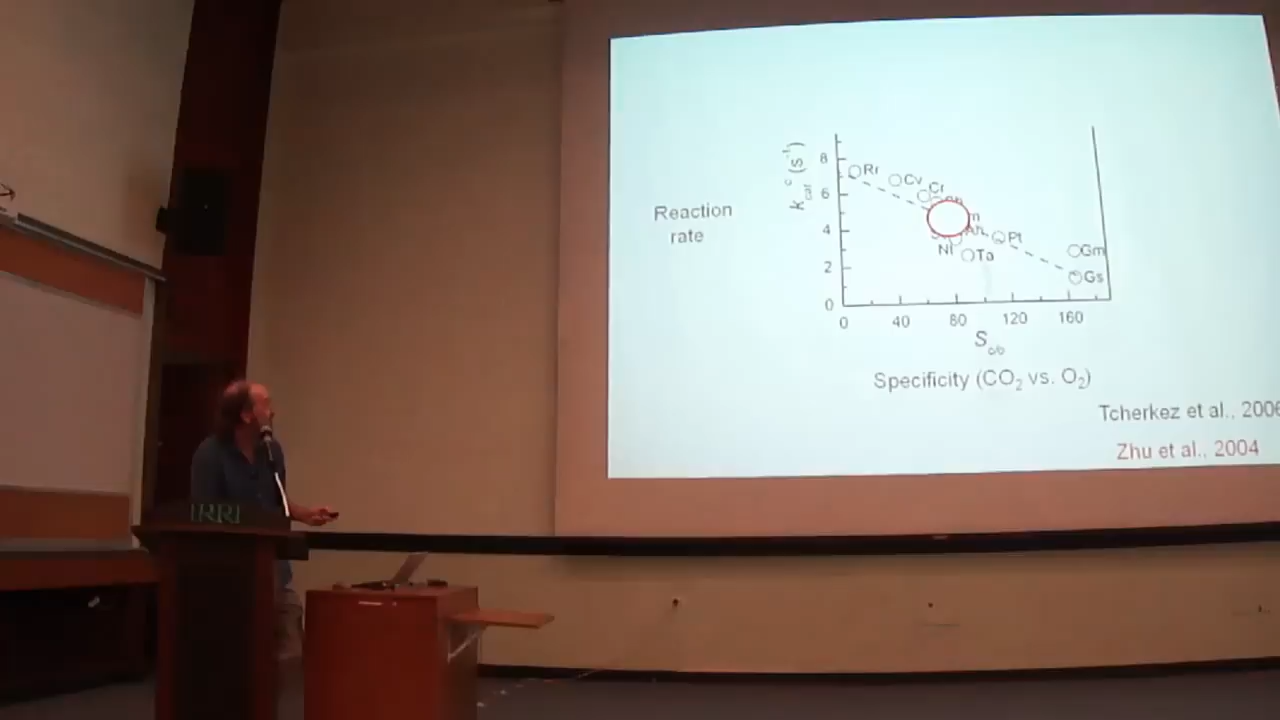 8
6
4
2
0
0
40
80
120
160
Rr
Cv
Cr
m
Pt
Nt
Ta
Gm
Gs
Reaction
rate
Specificity (CO₂ vs. O₂)
Tcherkez et al., 2006
Zhu et al., 2004
IRRI